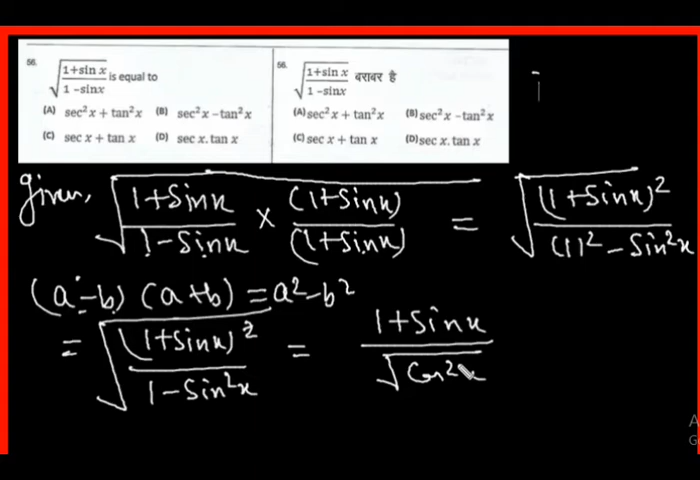 56. √((1+sin x)/(1 -sinx)) is equal to
(A) sec²x + tan²x (B) sec²x -tan²x
(C) sec x + tan x (D) sec x. tan x
56. √((1+sin x)/(1 -sinx)) बराबर है
(A) sec²x + tan²x (B) sec²x -tan²x
(C) sec x + tan x (D) sec x. tan x
given, √((1+sinx)/(1-sinx) × (1+sinx)/(1+sinx)) = √((1+sinx)²/((1)² - sin²x))
(a-b) (a+b) = a²-b²
= √((1+sinx)²/(1-sin²x)) = (1+sinx)/√(cos²x)
A
G